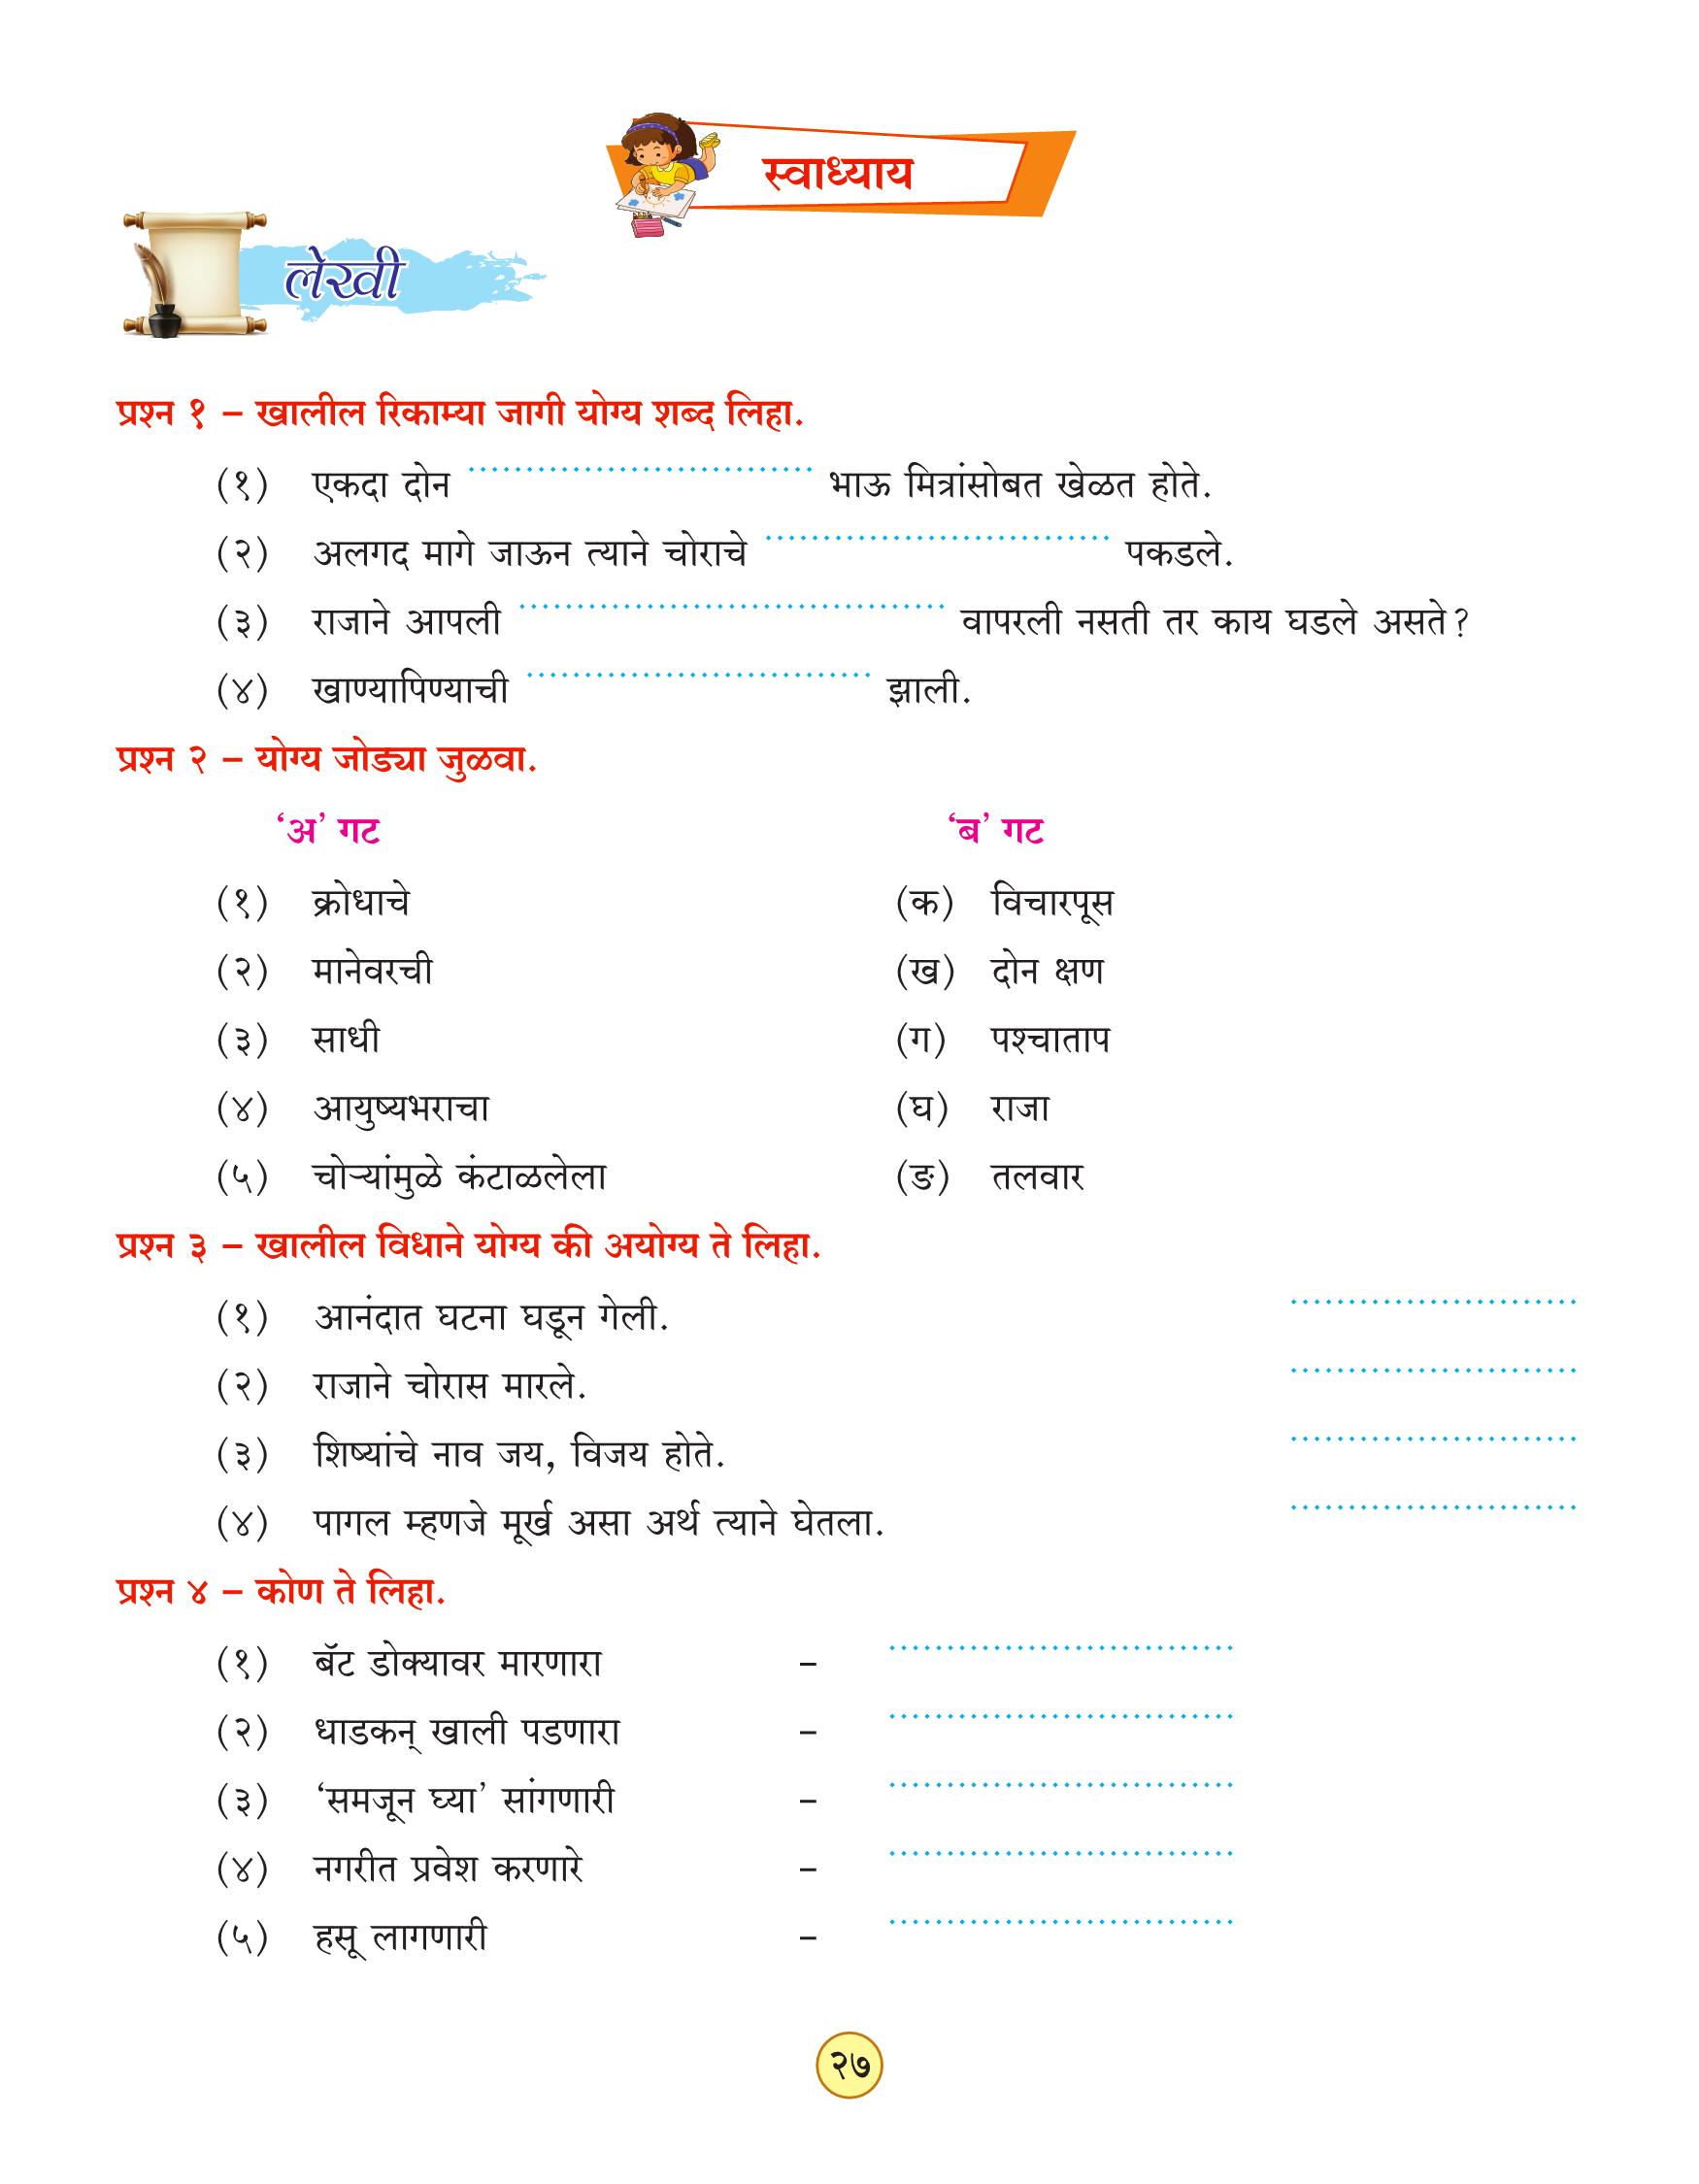 स्वाध्याय
लेखी
प्रश्न १ – खालील रिकाम्या जागी योग्य शब्द लिहा.
(१) एकदा दोन .............................. भाऊ मित्रांसोबत खेळत होते.
(२) अलगद मागे जाऊन त्याने चोराचे .............................. पकडले.
(३) राजाने आपली ..................................... वापरली नसती तर काय घडले असते?
(४) खाण्यापिण्याची .............................. झाली.
प्रश्न २ – योग्य जोड्या जुळवा.
‘अ’ गट ‘ब’ गट
(१) क्रोधाचे (क) विचारपूस
(२) मानेवरची (ख) दोन क्षण
(३) साधी (ग) पश्चाताप
(४) आयुष्यभराचा (घ) राजा
(५) चोऱ्यांमुळे कंटाळलेला (ङ) तलवार
प्रश्न ३ – खालील विधाने योग्य की अयोग्य ते लिहा.
(१) आनंदात घटना घडून गेली. .........................
(२) राजाने चोरास मारले. .........................
(३) शिष्यांचे नाव जय, विजय होते. .........................
(४) पागल म्हणजे मूर्ख असा अर्थ त्याने घेतला. .........................
प्रश्न ४ – कोण ते लिहा.
(१) बॅट डोक्यावर मारणारा – ..............................
(२) धाडकन् खाली पडणारा – ..............................
(३) ‘समजून घ्या’ सांगणारी – ..............................
(४) नगरीत प्रवेश करणारे – ..............................
(५) हसू लागणारी – ..............................
२७